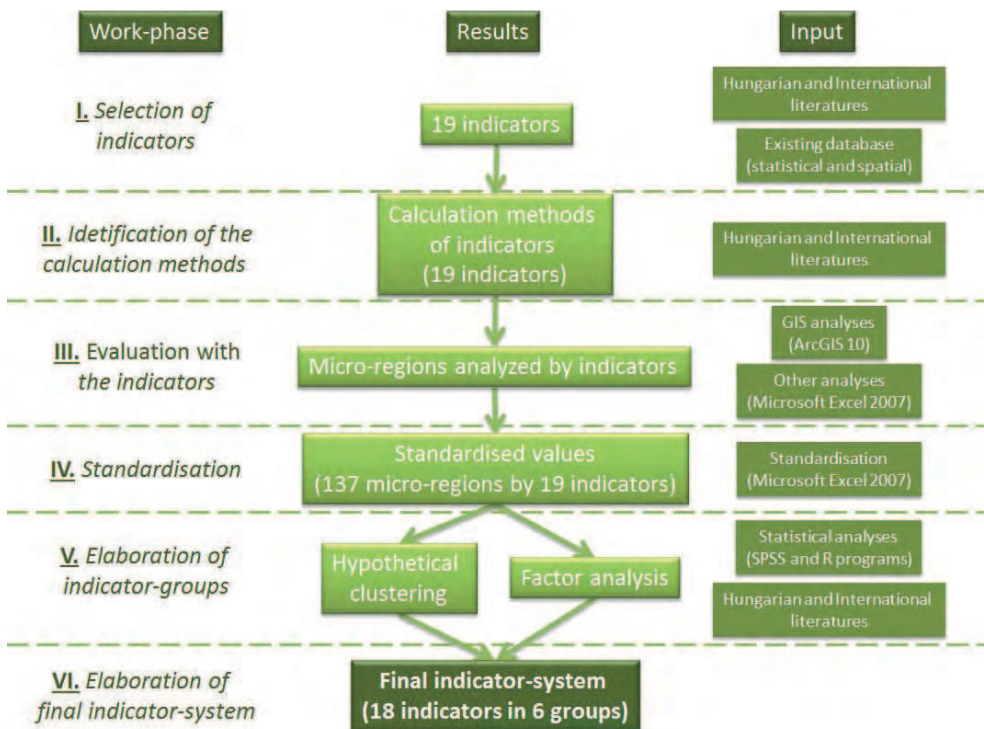 Work-phase
Results
Input
I. Selection of
indicators
19 indicators
Hungarian and International
literatures
Existing database
(statistical and spatial)
II. Idetification of the
calculation methods
Calculation methods
of indicators
(19 indicators)
Hungarian and International
literatures
III. Evaluation with
the indicators
Micro-regions analyzed by indicators
GIS analyses
(ArcGIS 10)
Other analyses
(Microsoft Excel 2007)
IV. Standardisation
Standardised values
(137 micro-regions by 19 indicators)
Standardisation
(Microsoft Excel 2007)
V. Elaboration of
indicator-groups
Hypothetical
clustering
Factor analysis
Statistical analyses
(SPSS and R programs)
Hungarian and International
literatures
VI. Elaboration of
final indicator-system
Final indicator-system
(18 indicators in 6 groups)